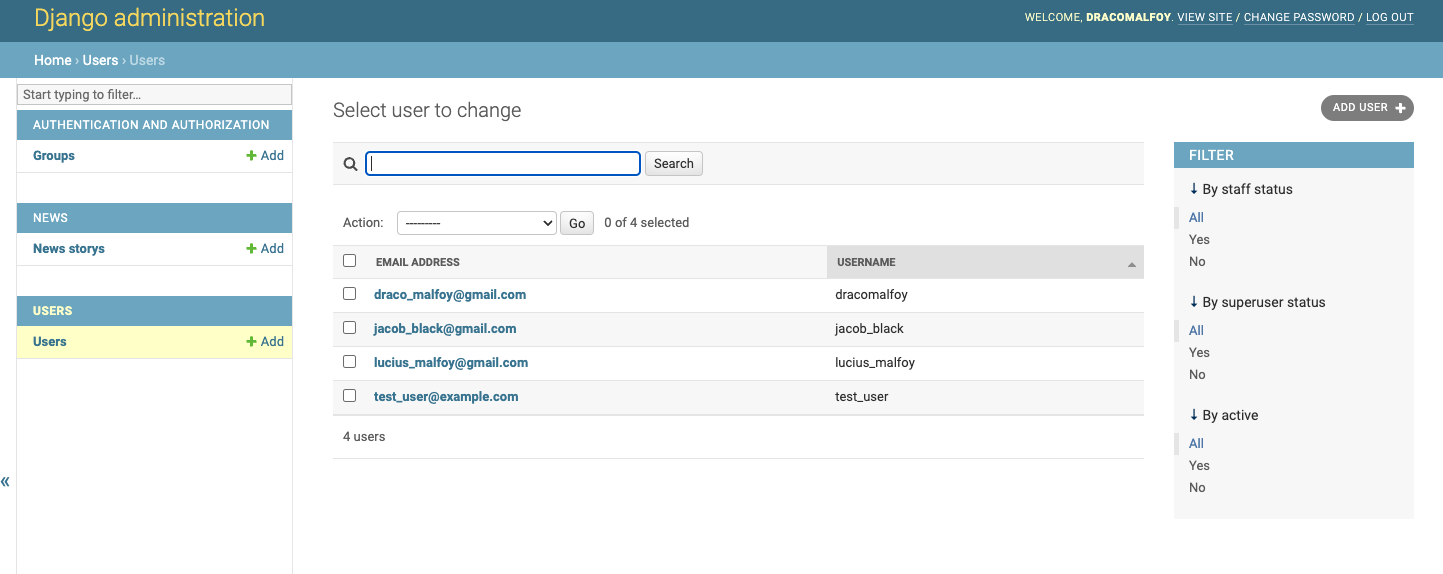 Django administration
WELCOME, DRACOMALFOY. VIEW SITE / CHANGE PASSWORD / LOG OUT
Home › Users › Users
Start typing to filter...
AUTHENTICATION AND AUTHORIZATION
Groups
+ Add
NEWS
News storys
+ Add
USERS
Users
+ Add
«
Select user to change
ADD USER +
Search
Action:
---------
Go
0 of 4 selected
EMAIL ADDRESS USERNAME
draco_malfoy@gmail.com dracomalfoy
jacob_black@gmail.com jacob_black
lucius_malfoy@gmail.com lucius_malfoy
test_user@example.com test_user
4 users
FILTER
↓ By staff status
All
Yes
No
↓ By superuser status
All
Yes
No
↓ By active
All
Yes
No